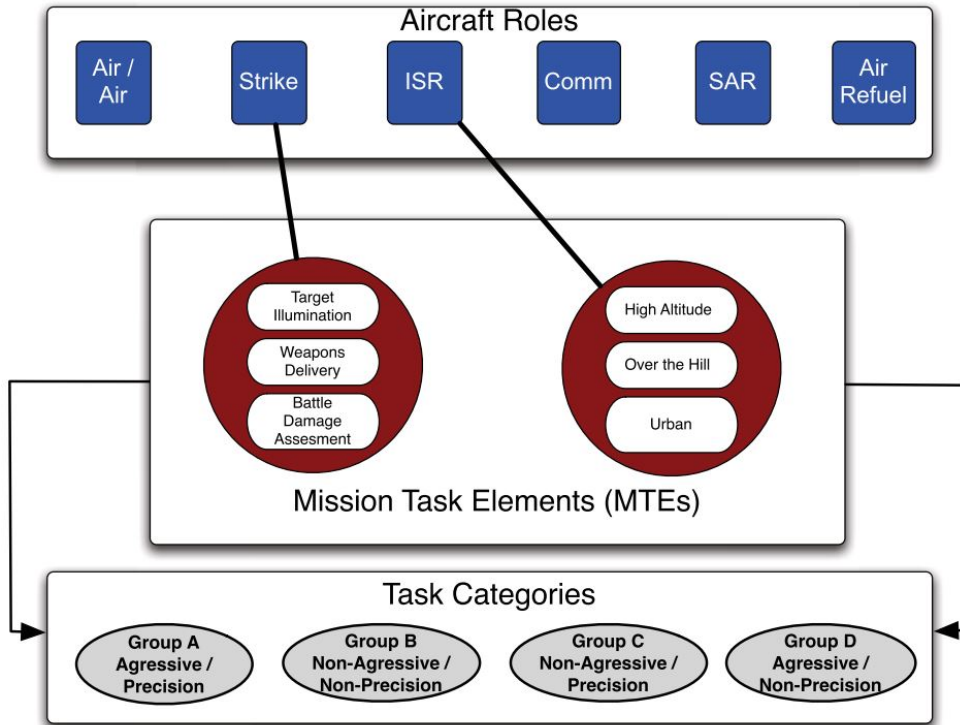 Aircraft Roles
Air /
Air
Strike
ISR
Comm
SAR
Air
Refuel
Target
Illumination
Weapons
Delivery
Battle
Damage
Assesment
High Altitude
Over the Hill
Urban
Mission Task Elements (MTEs)
Task Categories
Group A
Agressive /
Precision
Group B
Non-Agressive /
Non-Precision
Group C
Non-Agressive /
Precision
Group D
Agressive /
Non-Precision